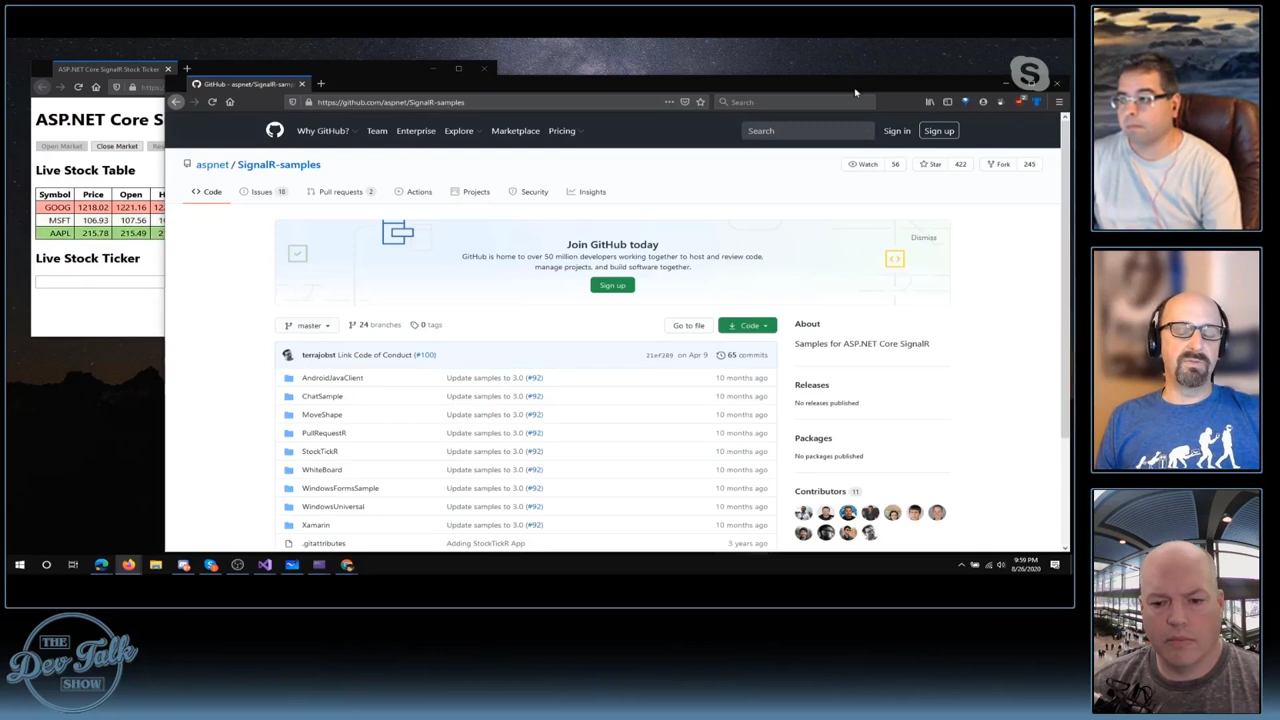 ASP.NET Core SignalR Stock Ticker
GitHub - aspnet/SignalR-samp
https:
https://github.com/aspnet/SignalR-samples
Search
ASP.NET Core S
Open Market
Close Market
Live Stock Table
Symbol Price Open H
GOOG 1218.02 1221.16
MSFT 106.93 107.56
AAPL 215.78 215.49
Live Stock Ticker
Why GitHub?
Team
Enterprise
Explore
Marketplace
Pricing
Search
Sign in
Sign up
aspnet / SignalR-samples
Watch 56
Star 422
Fork 245
Code
Issues 18
Pull requests 2
Actions
Projects
Security
Insights
Join GitHub today
Dismiss
GitHub is home to over 50 million developers working together to host and review code,
manage projects, and build software together.
Sign up
master
24 branches
0 tags
Go to file
Code
terrajobst Link Code of Conduct (#100)
21ef289 on Apr 9
65 commits
AndroidJavaClient Update samples to 3.0 (#92) 10 months ago
ChatSample Update samples to 3.0 (#92) 10 months ago
MoveShape Update samples to 3.0 (#92) 10 months ago
PullRequestR Update samples to 3.0 (#92) 10 months ago
StockTickR Update samples to 3.0 (#92) 10 months ago
WhiteBoard Update samples to 3.0 (#92) 10 months ago
WindowsFormsSample Update samples to 3.0 (#92) 10 months ago
WindowsUniversal Update samples to 3.0 (#92) 10 months ago
Xamarin Update samples to 3.0 (#92) 10 months ago
.gitattributes Adding StockTickR App 3 years ago
About
Samples for ASP.NET Core SignalR
Releases
No releases published
Packages
No packages published
Contributors 11
9:59 PM
8/26/2020
THE
Dev Talk
SHOW